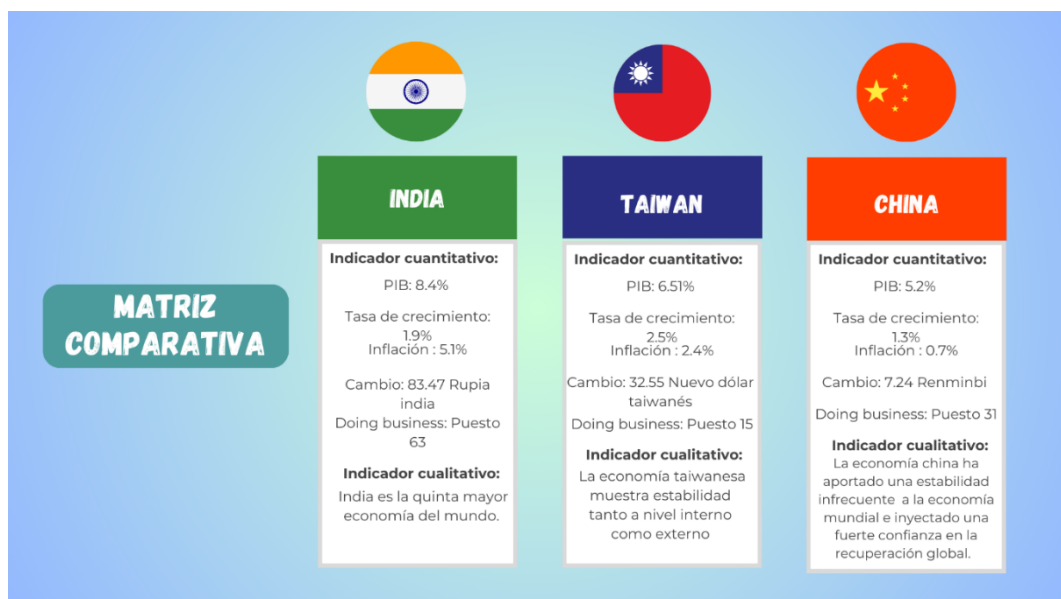 MATRIZ
COMPARATIVA
INDIA
Indicador cuantitativo:
PIB: 8.4%
Tasa de crecimiento:
1.9%
Inflación : 5.1%
Cambio: 83.47 Rupia
india
Doing business: Puesto
63
Indicador cualitativo:
India es la quinta mayor
economía del mundo.
TAIWAN
Indicador cuantitativo:
PIB: 6.51%
Tasa de crecimiento:
2.5%
Inflación : 2.4%
Cambio: 32.55 Nuevo dólar
taiwanés
Doing business: Puesto 15
Indicador cualitativo:
La economía taiwanesa
muestra estabilidad
tanto a nivel interno
como externo
CHINA
Indicador cuantitativo:
PIB: 5.2%
Tasa de crecimiento:
1.3%
Inflación : 0.7%
Cambio: 7.24 Renminbi
Doing business: Puesto 31
Indicador cualitativo:
La economía china ha
aportado una estabilidad
infrecuente a la economía
mundial e inyectado una
fuerte confianza en la
recuperación global.